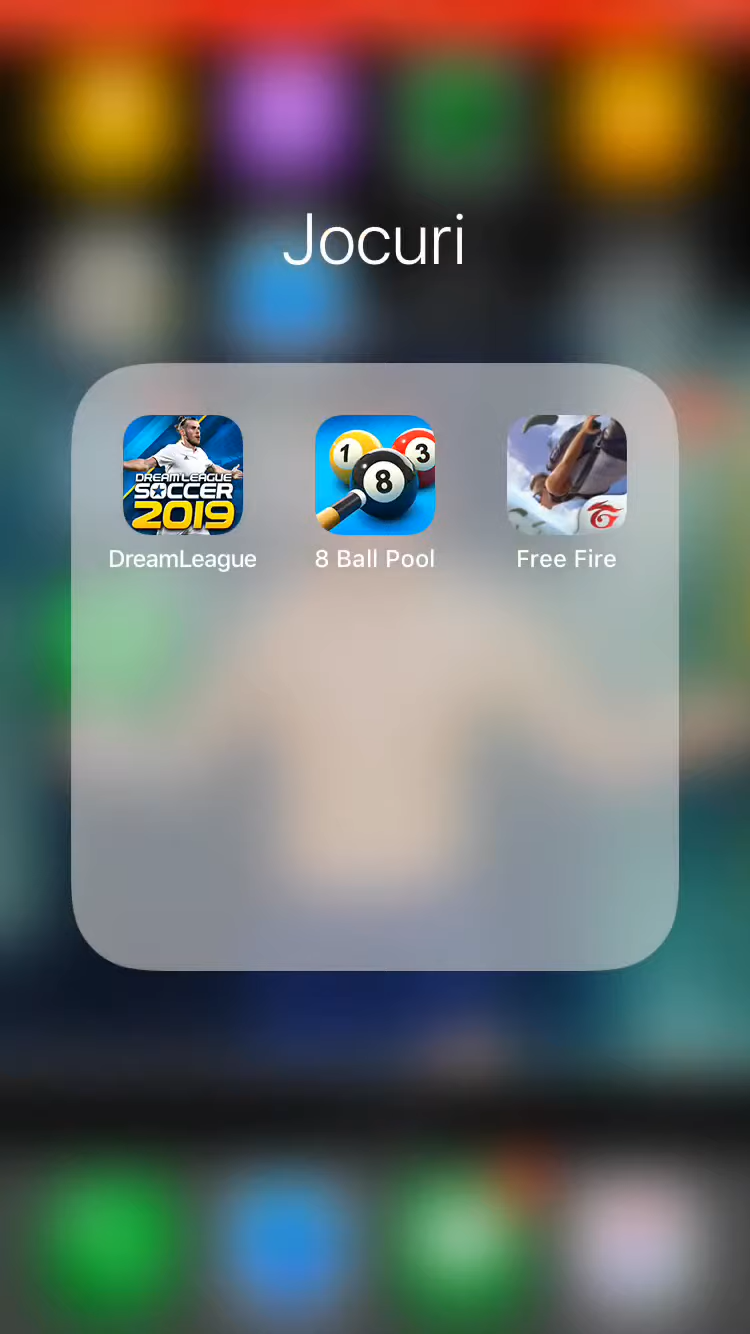 Jocuri
DREAM LEAGUE
SOCCER
2019
1
8
3
DreamLeague
8 Ball Pool
Free Fire